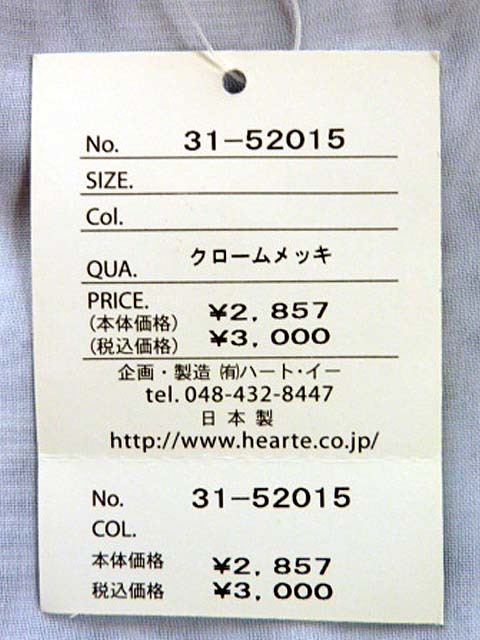 No. 31-52015
SIZE.
Col.
QUA. クロームメッキ
PRICE.
(本体価格) ¥2,857
(税込価格) ¥3,000
企画・製造 ㈲ハート・イー
tel. 048-432-8447
日本製
http://www.hearte.co.jp/
No. 31-52015
COL.
本体価格 ¥2,857
税込価格 ¥3,000